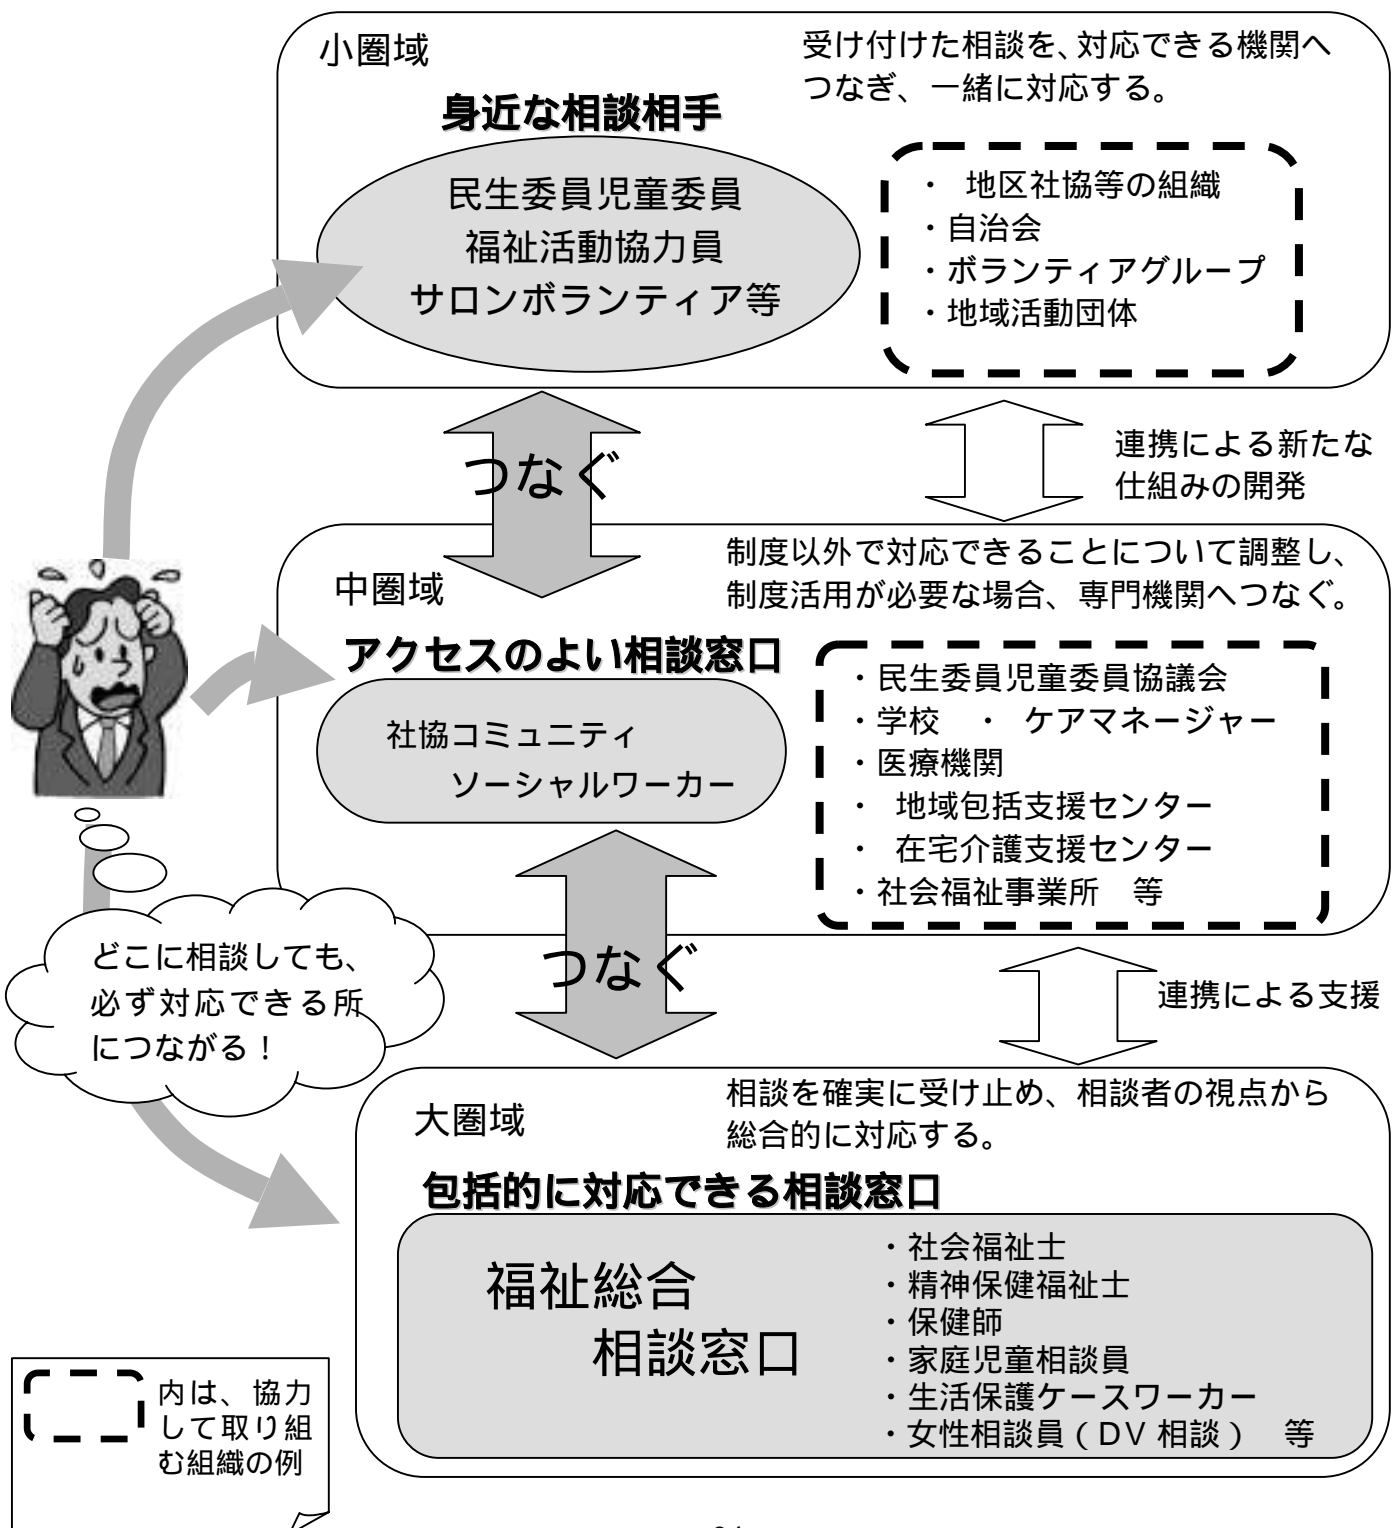 小圏域
受け付けた相談を、対応できる機関へ
つなぎ、一緒に対応する。
身近な相談相手
民生委員児童委員
福祉活動協力員
サロンボランティア等
・ 地区社協等の組織
・自治会
・ボランティアグループ
・地域活動団体
つなぐ
連携による新たな
仕組みの開発
中圏域
制度以外で対応できることについて調整し、
制度活用が必要な場合、専門機関へつなぐ。
アクセスのよい相談窓口
社協コミュニティ
ソーシャルワーカー
・民生委員児童委員協議会
・学校 ・ ケアマネージャー
・医療機関
・ 地域包括支援センター
・ 在宅介護支援センター
・社会福祉事業所 等
どこに相談しても、
必ず対応できる所
につながる!
つなぐ
連携による支援
大圏域
相談を確実に受け止め、相談者の視点から
総合的に対応する。
包括的に対応できる相談窓口
福祉総合
相談窓口
・社会福祉士
・精神保健福祉士
・保健師
・家庭児童相談員
・生活保護ケースワーカー
・女性相談員(DV 相談) 等
内は、協力
して取り組
む組織の例